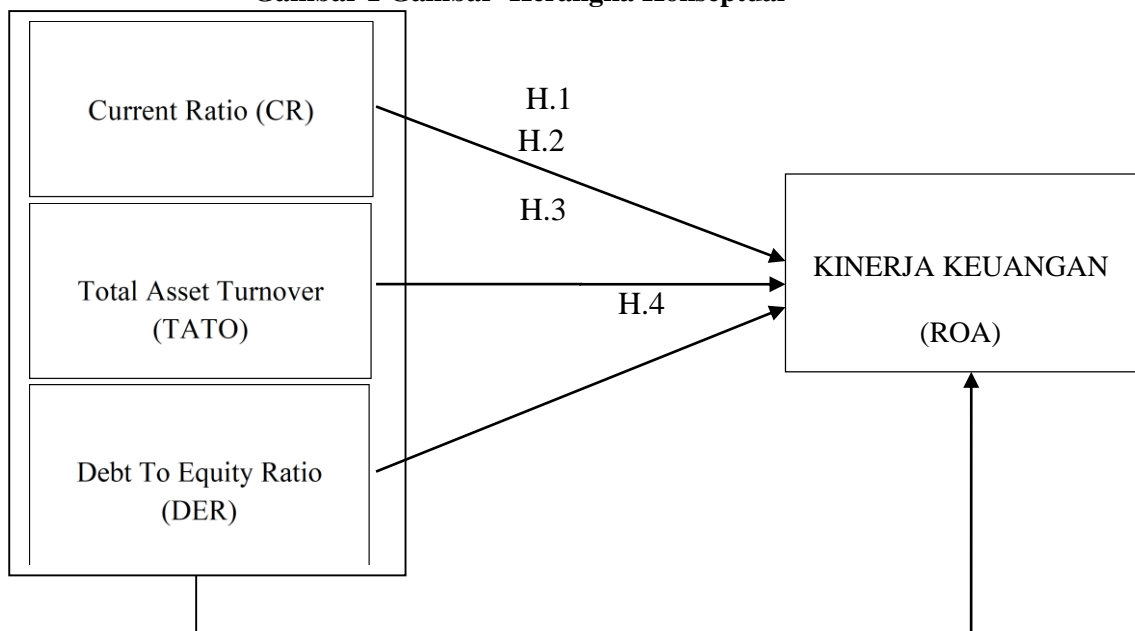 Current Ratio (CR)
H.1
H.2
H.3
Total Asset Turnover
(TATO)
H.4
KINERJA KEUANGAN
(ROA)
Debt To Equity Ratio
(DER)